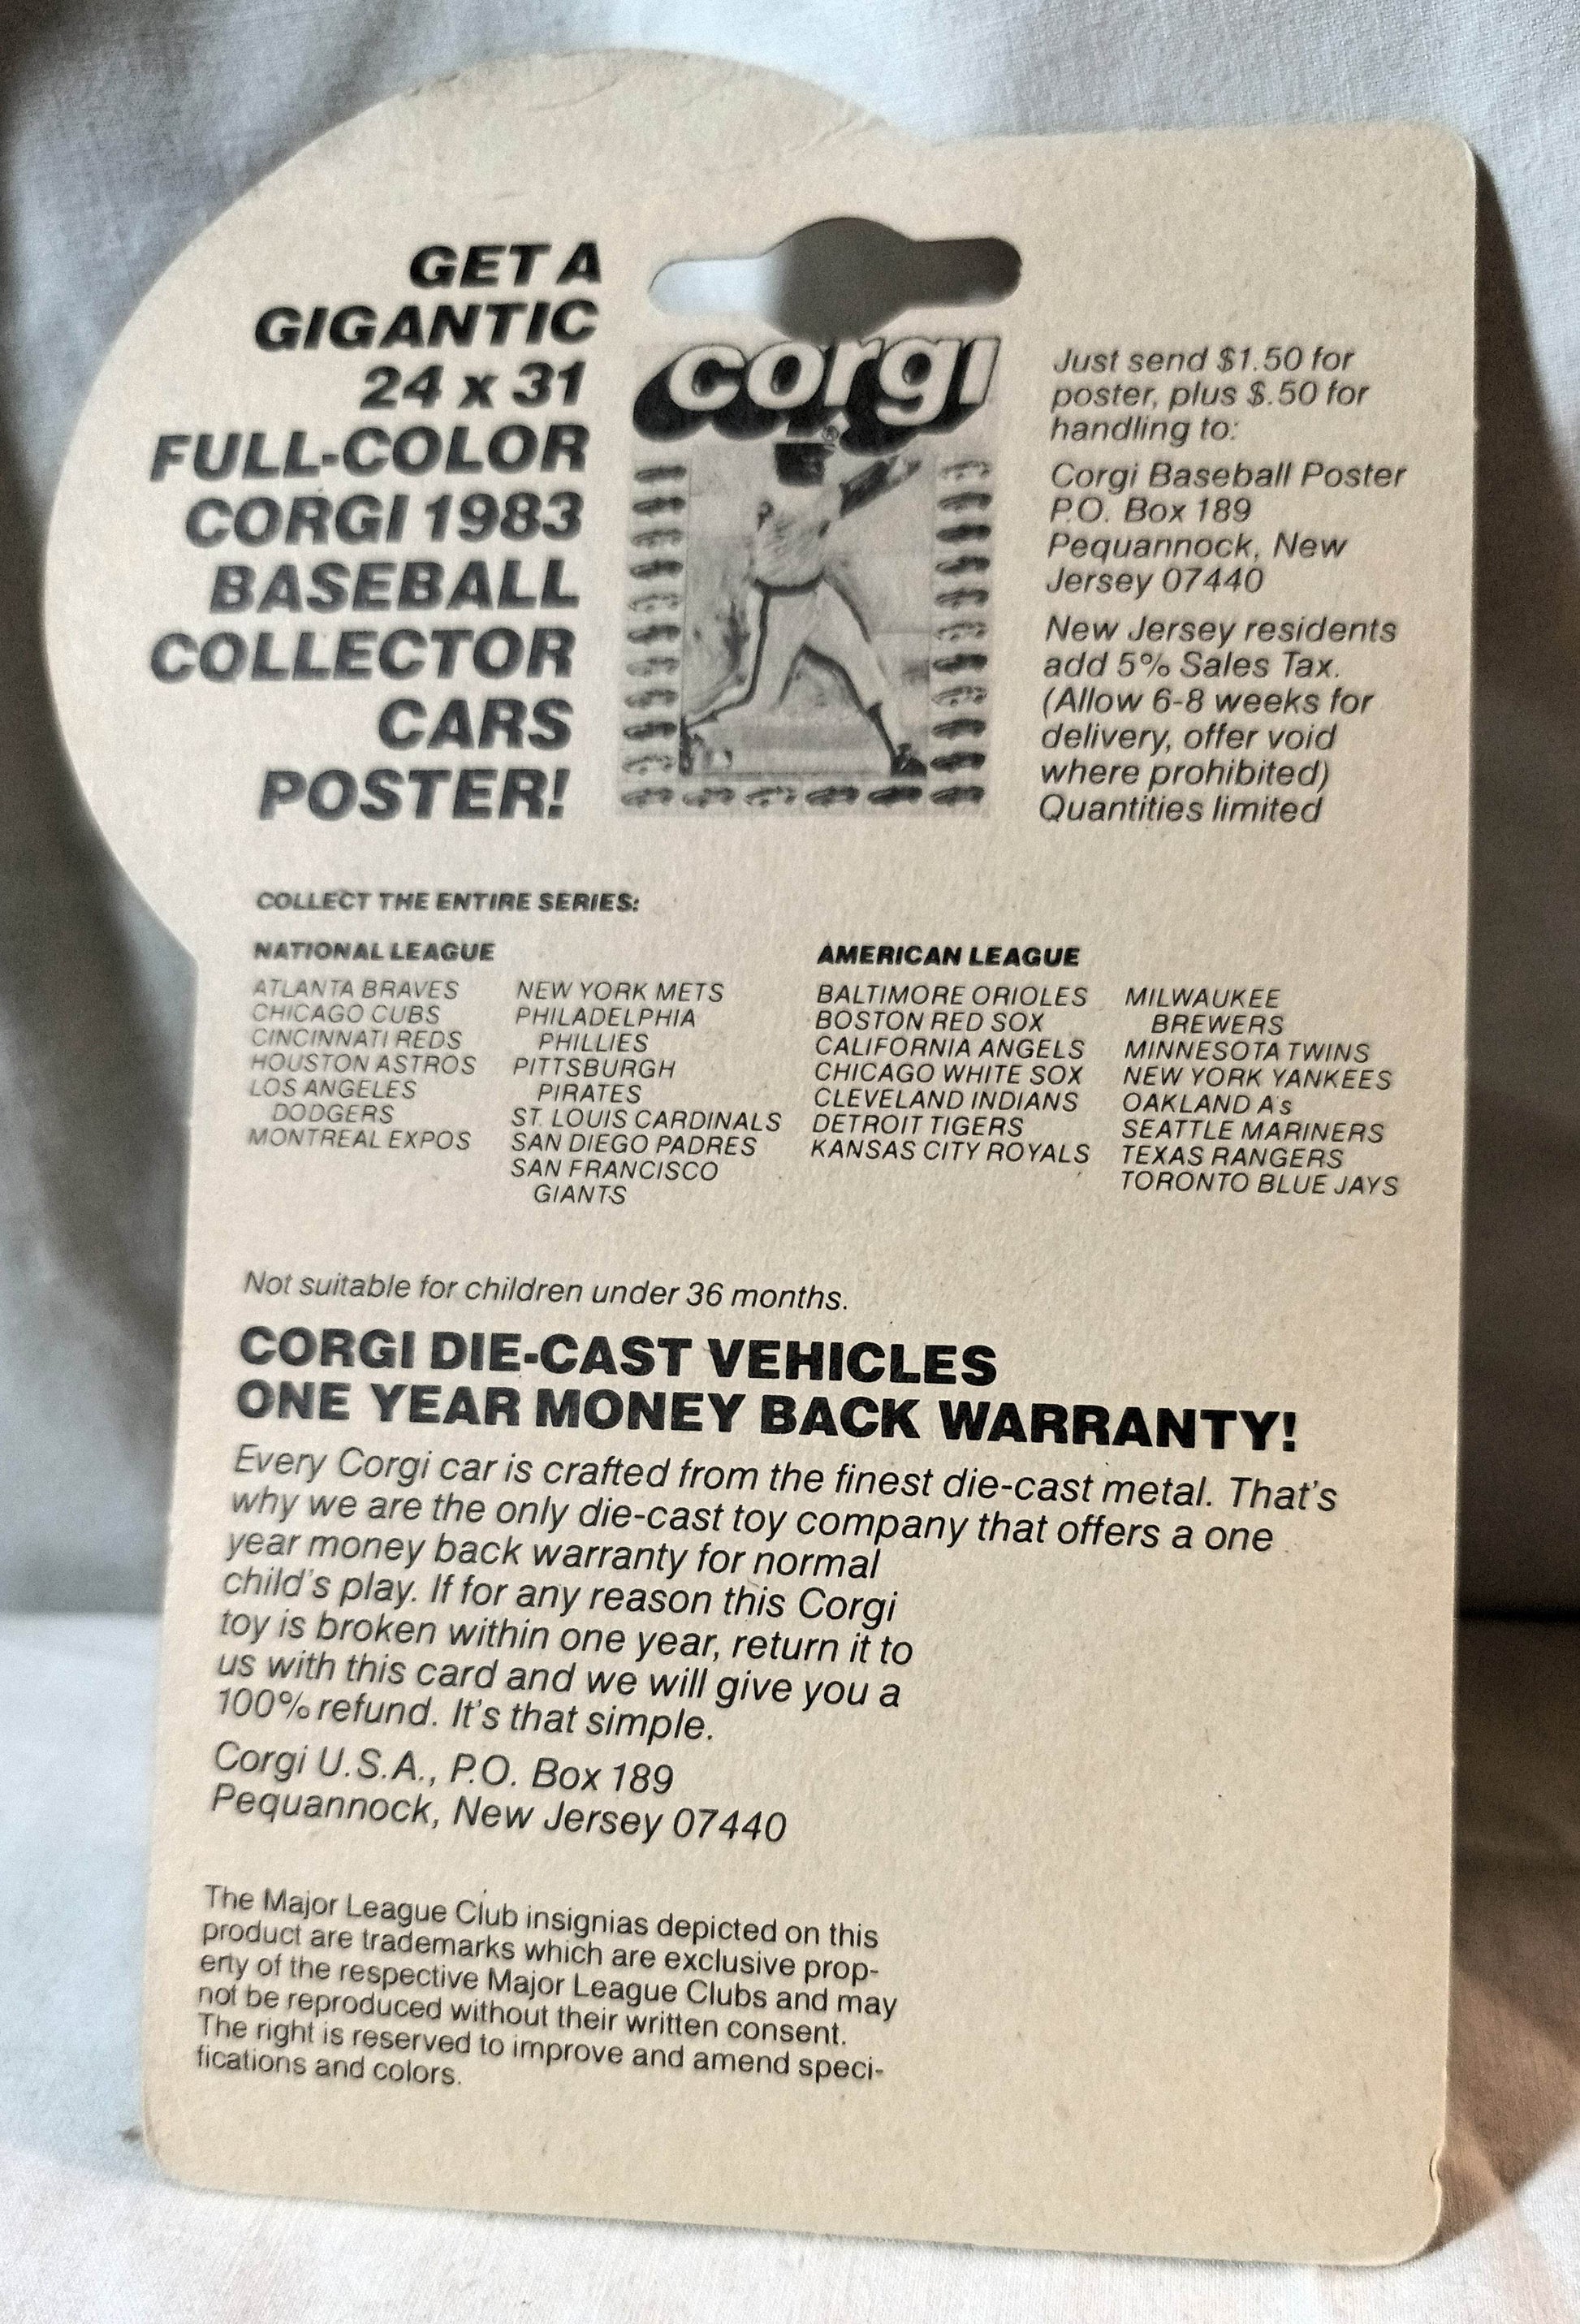 GET A
GIGANTIC
24 x 31
FULL-COLOR
CORGI 1983
BASEBALL
COLLECTOR
CARS
POSTER!
corgi
®
Just send $1.50 for
poster, plus $.50 for
handling to:
Corgi Baseball Poster
P.O. Box 189
Pequannock, New
Jersey 07440
New Jersey residents
add 5% Sales Tax.
(Allow 6-8 weeks for
delivery, offer void
where prohibited)
Quantities limited
COLLECT THE ENTIRE SERIES:
NATIONAL LEAGUE
ATLANTA BRAVES
CHICAGO CUBS
CINCINNATI REDS
HOUSTON ASTROS
LOS ANGELES
DODGERS
MONTREAL EXPOS
NEW YORK METS
PHILADELPHIA
PHILLIES
PITTSBURGH
PIRATES
ST. LOUIS CARDINALS
SAN DIEGO PADRES
SAN FRANCISCO
GIANTS
AMERICAN LEAGUE
BALTIMORE ORIOLES
BOSTON RED SOX
CALIFORNIA ANGELS
CHICAGO WHITE SOX
CLEVELAND INDIANS
DETROIT TIGERS
KANSAS CITY ROYALS
MILWAUKEE
BREWERS
MINNESOTA TWINS
NEW YORK YANKEES
OAKLAND A's
SEATTLE MARINERS
TEXAS RANGERS
TORONTO BLUE JAYS
Not suitable for children under 36 months.
CORGI DIE-CAST VEHICLES
ONE YEAR MONEY BACK WARRANTY!
Every Corgi car is crafted from the finest die-cast metal. That's
why we are the only die-cast toy company that offers a one
year money back warranty for normal
child's play. If for any reason this Corgi
toy is broken within one year, return it to
us with this card and we will give you a
100% refund. It's that simple.
Corgi U.S.A., P.O. Box 189
Pequannock, New Jersey 07440
The Major League Club insignias depicted on this
product are trademarks which are exclusive prop-
erty of the respective Major League Clubs and may
not be reproduced without their written consent.
The right is reserved to improve and amend speci-
fications and colors.